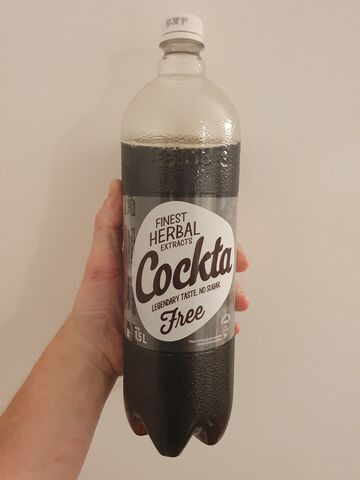 FINEST
HERBAL
EXTRACTS
Cockta
LEGENDARY TASTE. NO SUGAR.
Free
1,5 L